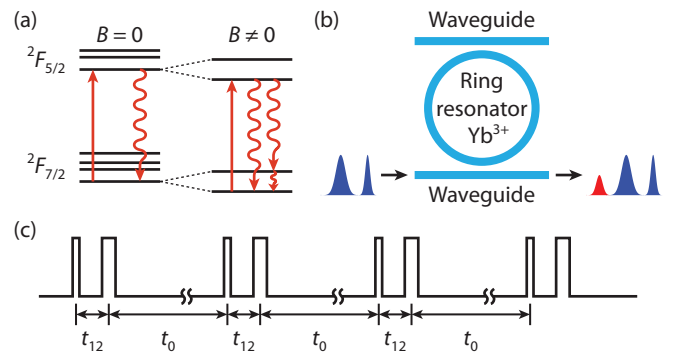 (a)
B = 0
B ≠ 0
²F₅/₂
²F₇/₂
(b)
Waveguide
Ring
resonator
Yb³⁺
Waveguide
(c)
t₁₂
t₀
t₁₂
t₀
t₁₂
t₀